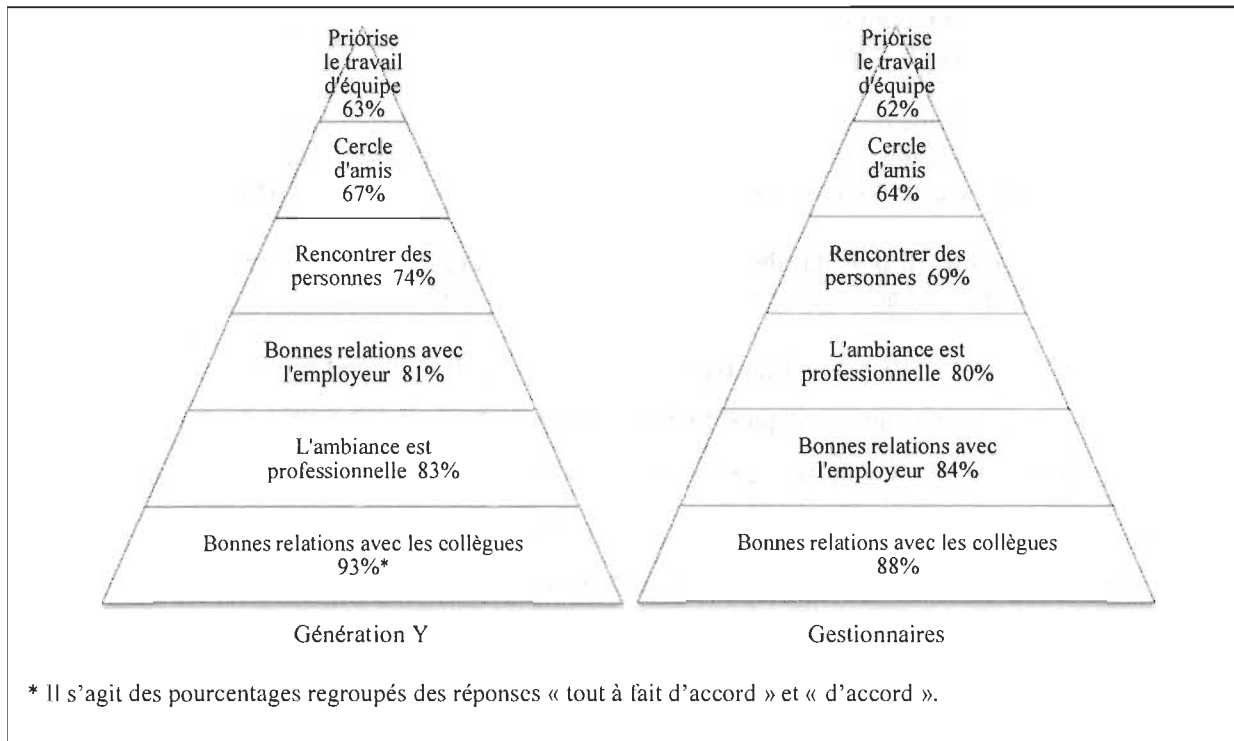 Priorise
le travail
d'équipe
63%
Cercle
d'amis
67%
Rencontrer des
personnes 74%
Bonnes relations avec
l'employeur 81%
L'ambiance est
professionnelle 83%
Bonnes relations avec les collègues
93%*
Génération Y
Priorise
le travail
d'équipe
62%
Cercle
d'amis
64%
Rencontrer des
personnes 69%
L'ambiance est
professionnelle 80%
Bonnes relations avec
l'employeur 84%
Bonnes relations avec les collègues
88%
Gestionnaires
* Il s'agit des pourcentages regroupés des réponses « tout à fait d'accord » et « d'accord ».